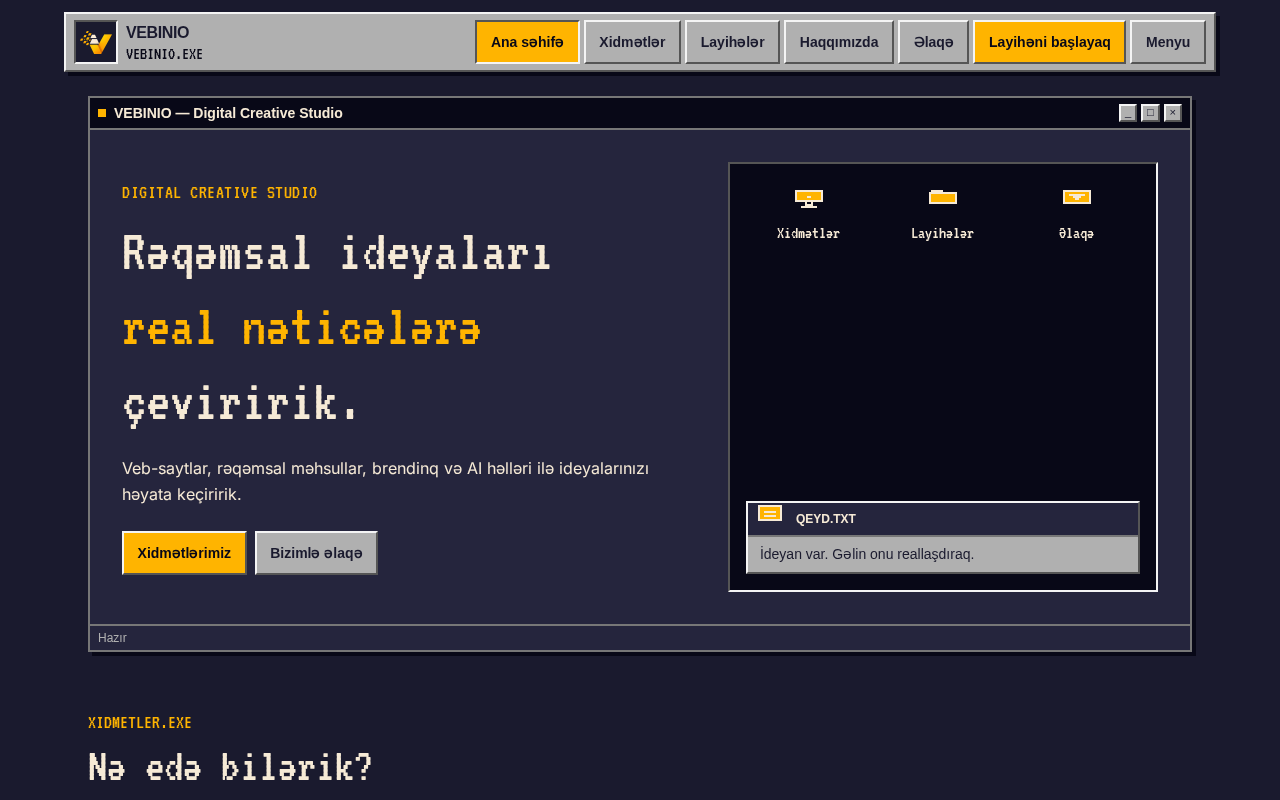 VEBINIO
VEBINIO.EXE
Ana səhifə
Xidmətlər
Layihələr
Haqqımızda
Əlaqə
Layihəni başlayaq
Menyu
VEBINIO — Digital Creative Studio
DIGITAL CREATIVE STUDIO
Rəqəmsal ideyaları
real nəticələrə
çeviririk.
Veb-saytlar, rəqəmsal məhsullar, brendinq və AI həlləri ilə ideyalarınızı
həyata keçiririk.
Xidmətlərimiz
Bizimlə əlaqə
Xidmətlər
Layihələr
Əlaqə
QEYD.TXT
İdeyan var. Gəlin onu reallaşdıraq.
Hazır
XIDMETLER.EXE
Nə edə bilərik?